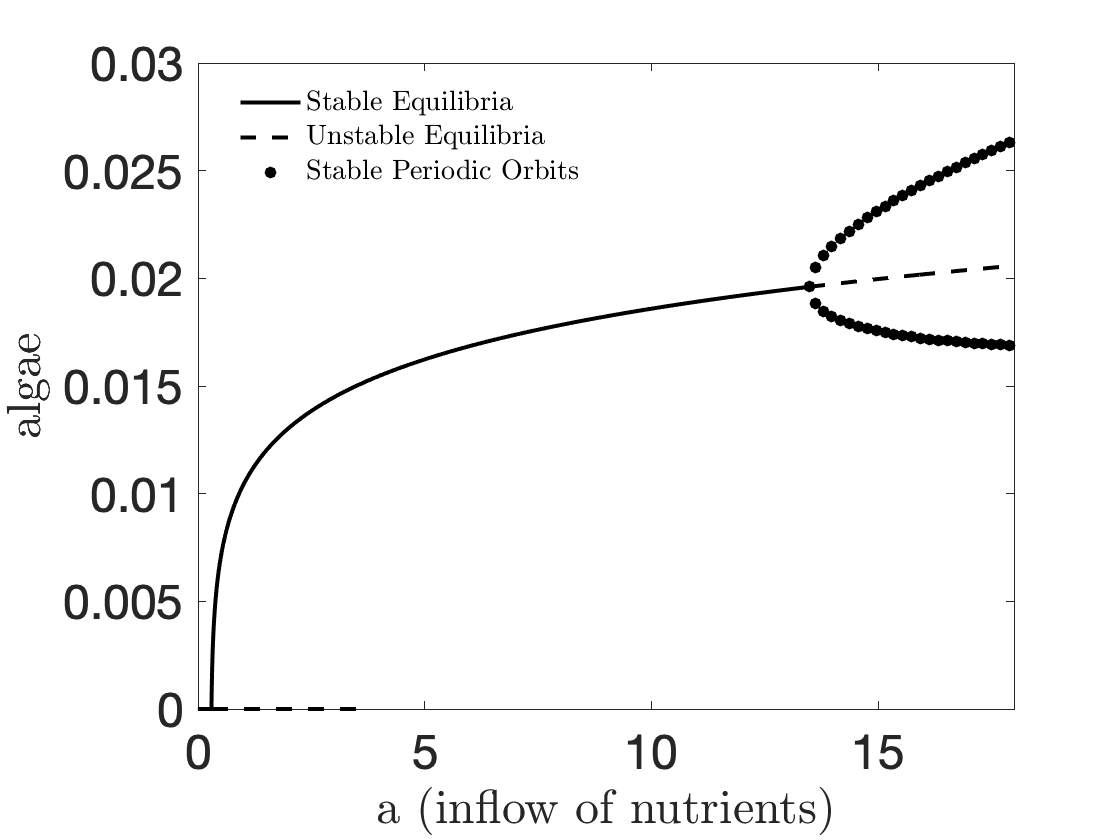 0.03
0.025
0.02
0.015
0.01
0.005
0
algae
Stable Equilibria
Unstable Equilibria
Stable Periodic Orbits
0 5 10 15
a (inflow of nutrients)